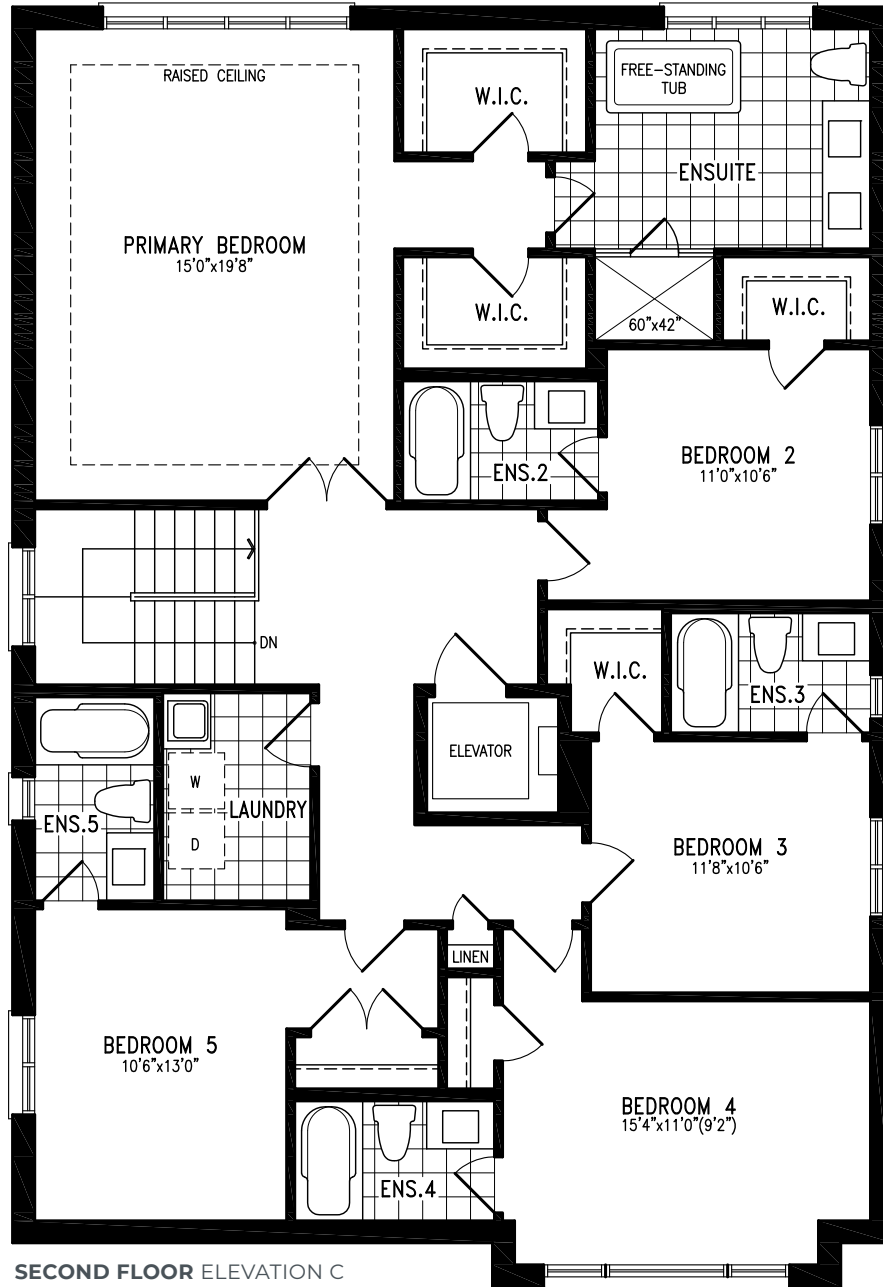 RAISED CEILING
W.I.C.
FREE-STANDING
TUB
ENSUITE
PRIMARY BEDROOM
15'0"x19'8"
W.I.C.
60"x42"
W.I.C.
ENS.2
BEDROOM 2
11'0"x10'6"
DN
W.I.C.
ENS.3
ELEVATOR
W
D
LAUNDRY
ENS.5
BEDROOM 3
11'8"x10'6"
LINEN
BEDROOM 5
10'6"x13'0"
BEDROOM 4
15'4"x11'0"(9'2")
ENS.4
SECOND FLOOR ELEVATION C